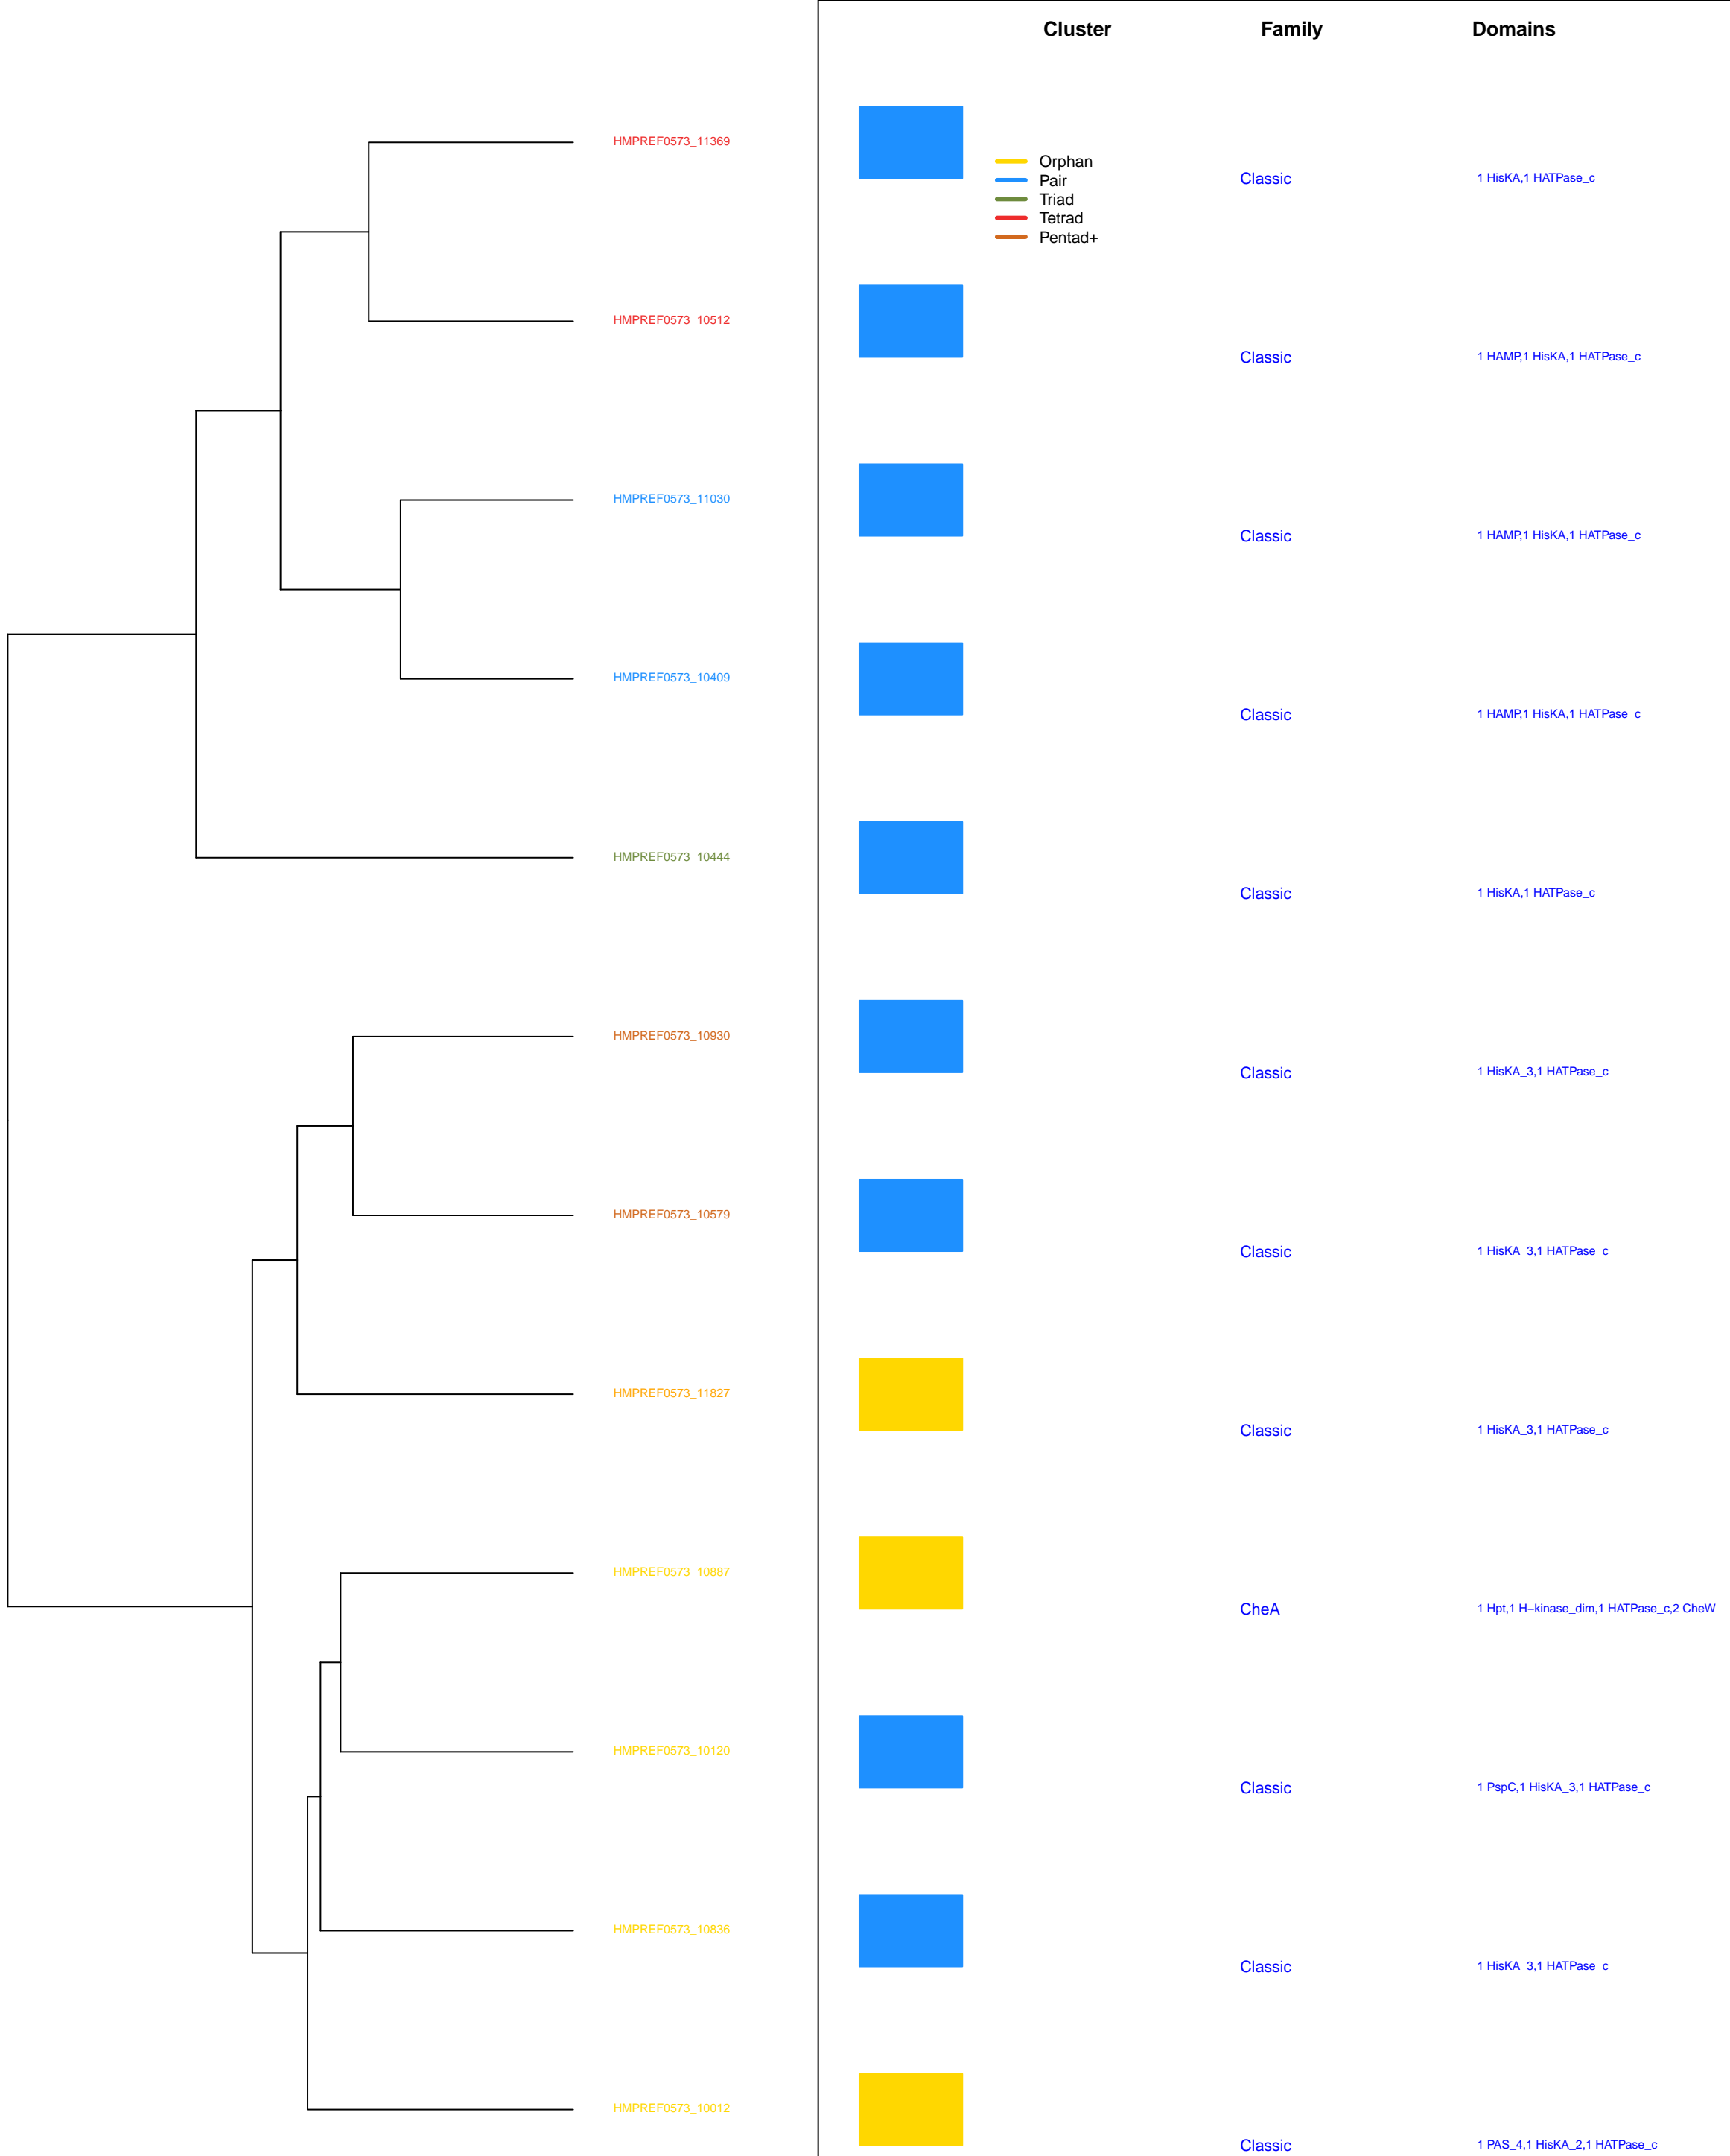 Cluster Family Domains
HMPREF0573_11369
Orphan
Pair
Classic 1 HisKA,1 HATPase_c
Triad
Tetrad
Pentad+
HMPREF0573_10512
Classic 1 HAMP,1 HisKA,1 HATPase_c
HMPREF0573_11030
Classic 1 HAMP,1 HisKA,1 HATPase_c
HMPREF0573_10409
Classic 1 HAMP,1 HisKA,1 HATPase_c
HMPREF0573_10444
Classic 1 HisKA,1 HATPase_c
HMPREF0573_10930
Classic 1 HisKA_3,1 HATPase_c
HMPREF0573_10579
Classic 1 HisKA_3,1 HATPase_c
HMPREF0573_11827
Classic 1 HisKA_3,1 HATPase_c
HMPREF0573_10887
CheA 1 Hpt,1 H−kinase_dim,1 HATPase_c,2 CheW
HMPREF0573_10120
Classic 1 PspC,1 HisKA_3,1 HATPase_c
HMPREF0573_10836
Classic 1 HisKA_3,1 HATPase_c
HMPREF0573_10012
Classic 1 PAS_4,1 HisKA_2,1 HATPase_c